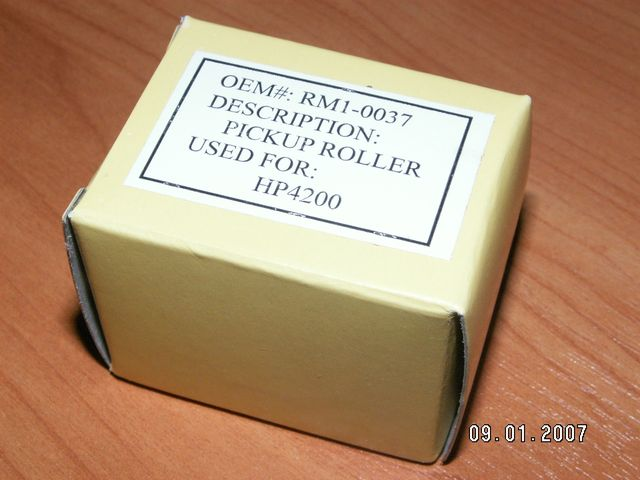 OEM#: RM1-0037
DESCRIPTION:
PICKUP ROLLER
USED FOR:
HP4200
09.01.2007